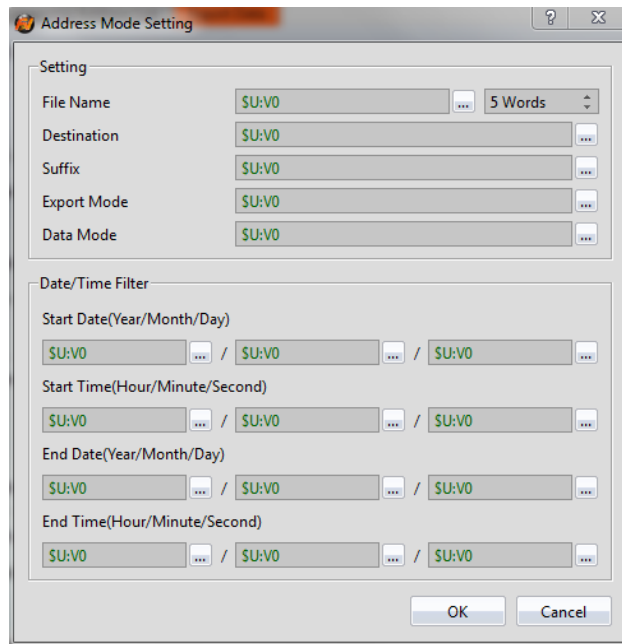 Address Mode Setting
Setting
File Name $U:V0 ... 5 Words
Destination $U:V0 ...
Suffix $U:V0 ...
Export Mode $U:V0 ...
Data Mode $U:V0 ...
Date/Time Filter
Start Date(Year/Month/Day)
$U:V0 ... / $U:V0 ... / $U:V0 ...
Start Time(Hour/Minute/Second)
$U:V0 ... / $U:V0 ... / $U:V0 ...
End Date(Year/Month/Day)
$U:V0 ... / $U:V0 ... / $U:V0 ...
End Time(Hour/Minute/Second)
$U:V0 ... / $U:V0 ... / $U:V0 ...
OK Cancel